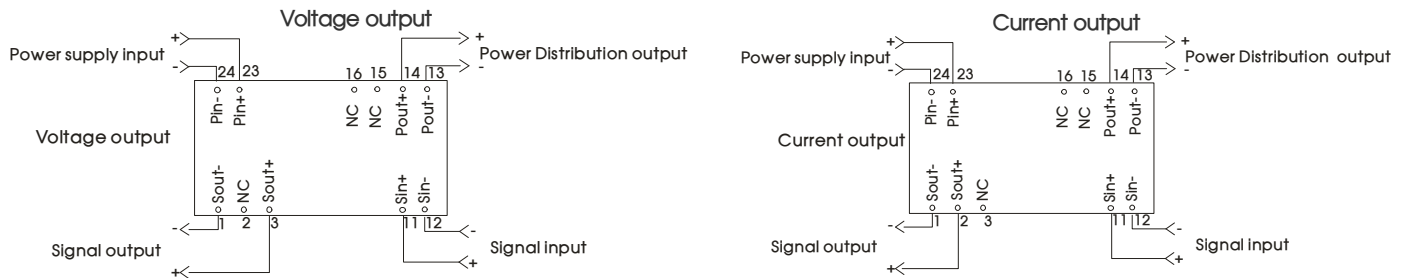 Voltage output
+
+
Power supply input
Power Distribution output
-
-
24 23 16 15 14 13
Pin-
Pin+
NC
NC
Pout+
Pout-
Voltage output
Sout-
NC
Sout+
Sin+
Sin-
1 2 3 11 12
-
-
Signal output
Signal input
+
+
Current output
+
+
Power supply input
Power Distribution output
-
-
24 23 16 15 14 13
Pin-
Pin+
NC
NC
Pout+
Pout-
Current output
Sout-
Sout+
NC
Sin+
Sin-
1 2 3 11 12
-
-
Signal output
Signal input
+
+